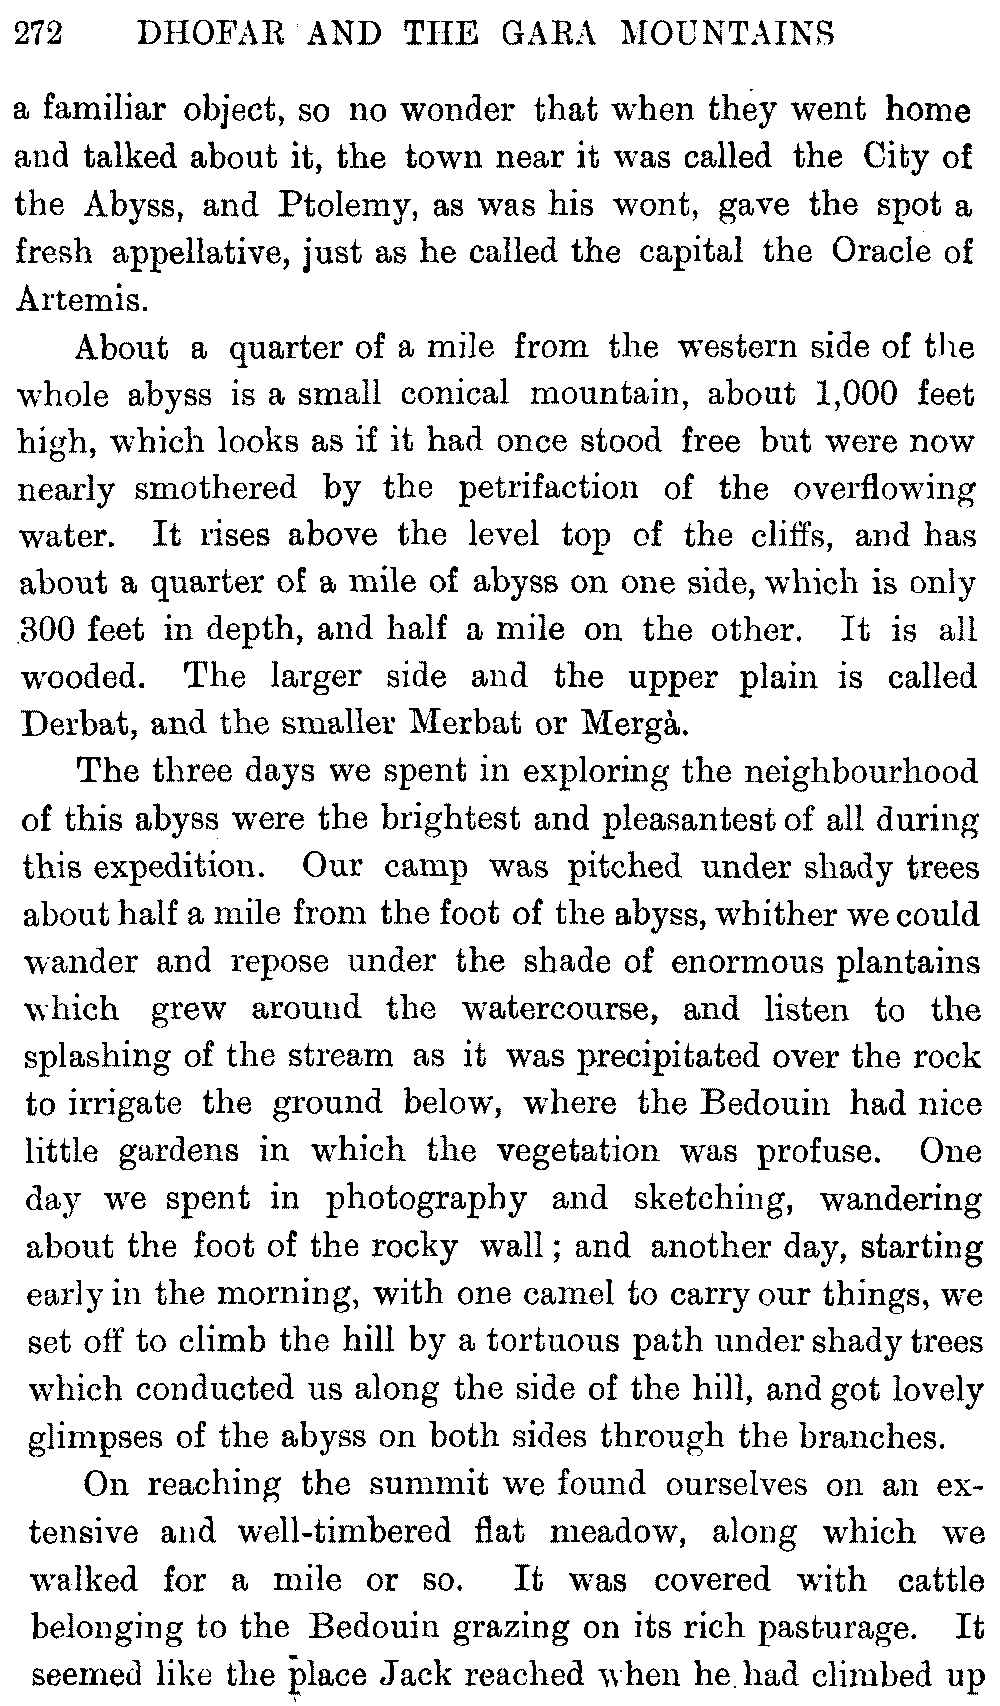 272 DHOFAR AND THE GARA MOUNTAINS
a familiar object, so no wonder that when they went home
and talked about it, the town near it was called the City of
the Abyss, and Ptolemy, as was his wont, gave the spot a
fresh appellative, just as he called the capital the Oracle of
Artemis.
About a quarter of a mile from the western side of the
whole abyss is a small conical mountain, about 1,000 feet
high, which looks as if it had once stood free but were now
nearly smothered by the petrifaction of the overflowing
water. It rises above the level top of the cliffs, and has
about a quarter of a mile of abyss on one side, which is only
300 feet in depth, and half a mile on the other. It is all
wooded. The larger side and the upper plain is called
Derbat, and the smaller Merbat or Mergà.
The three days we spent in exploring the neighbourhood
of this abyss were the brightest and pleasantest of all during
this expedition. Our camp was pitched under shady trees
about half a mile from the foot of the abyss, whither we could
wander and repose under the shade of enormous plantains
which grew around the watercourse, and listen to the
splashing of the stream as it was precipitated over the rock
to irrigate the ground below, where the Bedouin had nice
little gardens in which the vegetation was profuse. One
day we spent in photography and sketching, wandering
about the foot of the rocky wall; and another day, starting
early in the morning, with one camel to carry our things, we
set off to climb the hill by a tortuous path under shady trees
which conducted us along the side of the hill, and got lovely
glimpses of the abyss on both sides through the branches.
On reaching the summit we found ourselves on an ex-
tensive and well-timbered flat meadow, along which we
walked for a mile or so. It was covered with cattle
belonging to the Bedouin grazing on its rich pasturage. It
seemed like the place Jack reached when he had climbed up